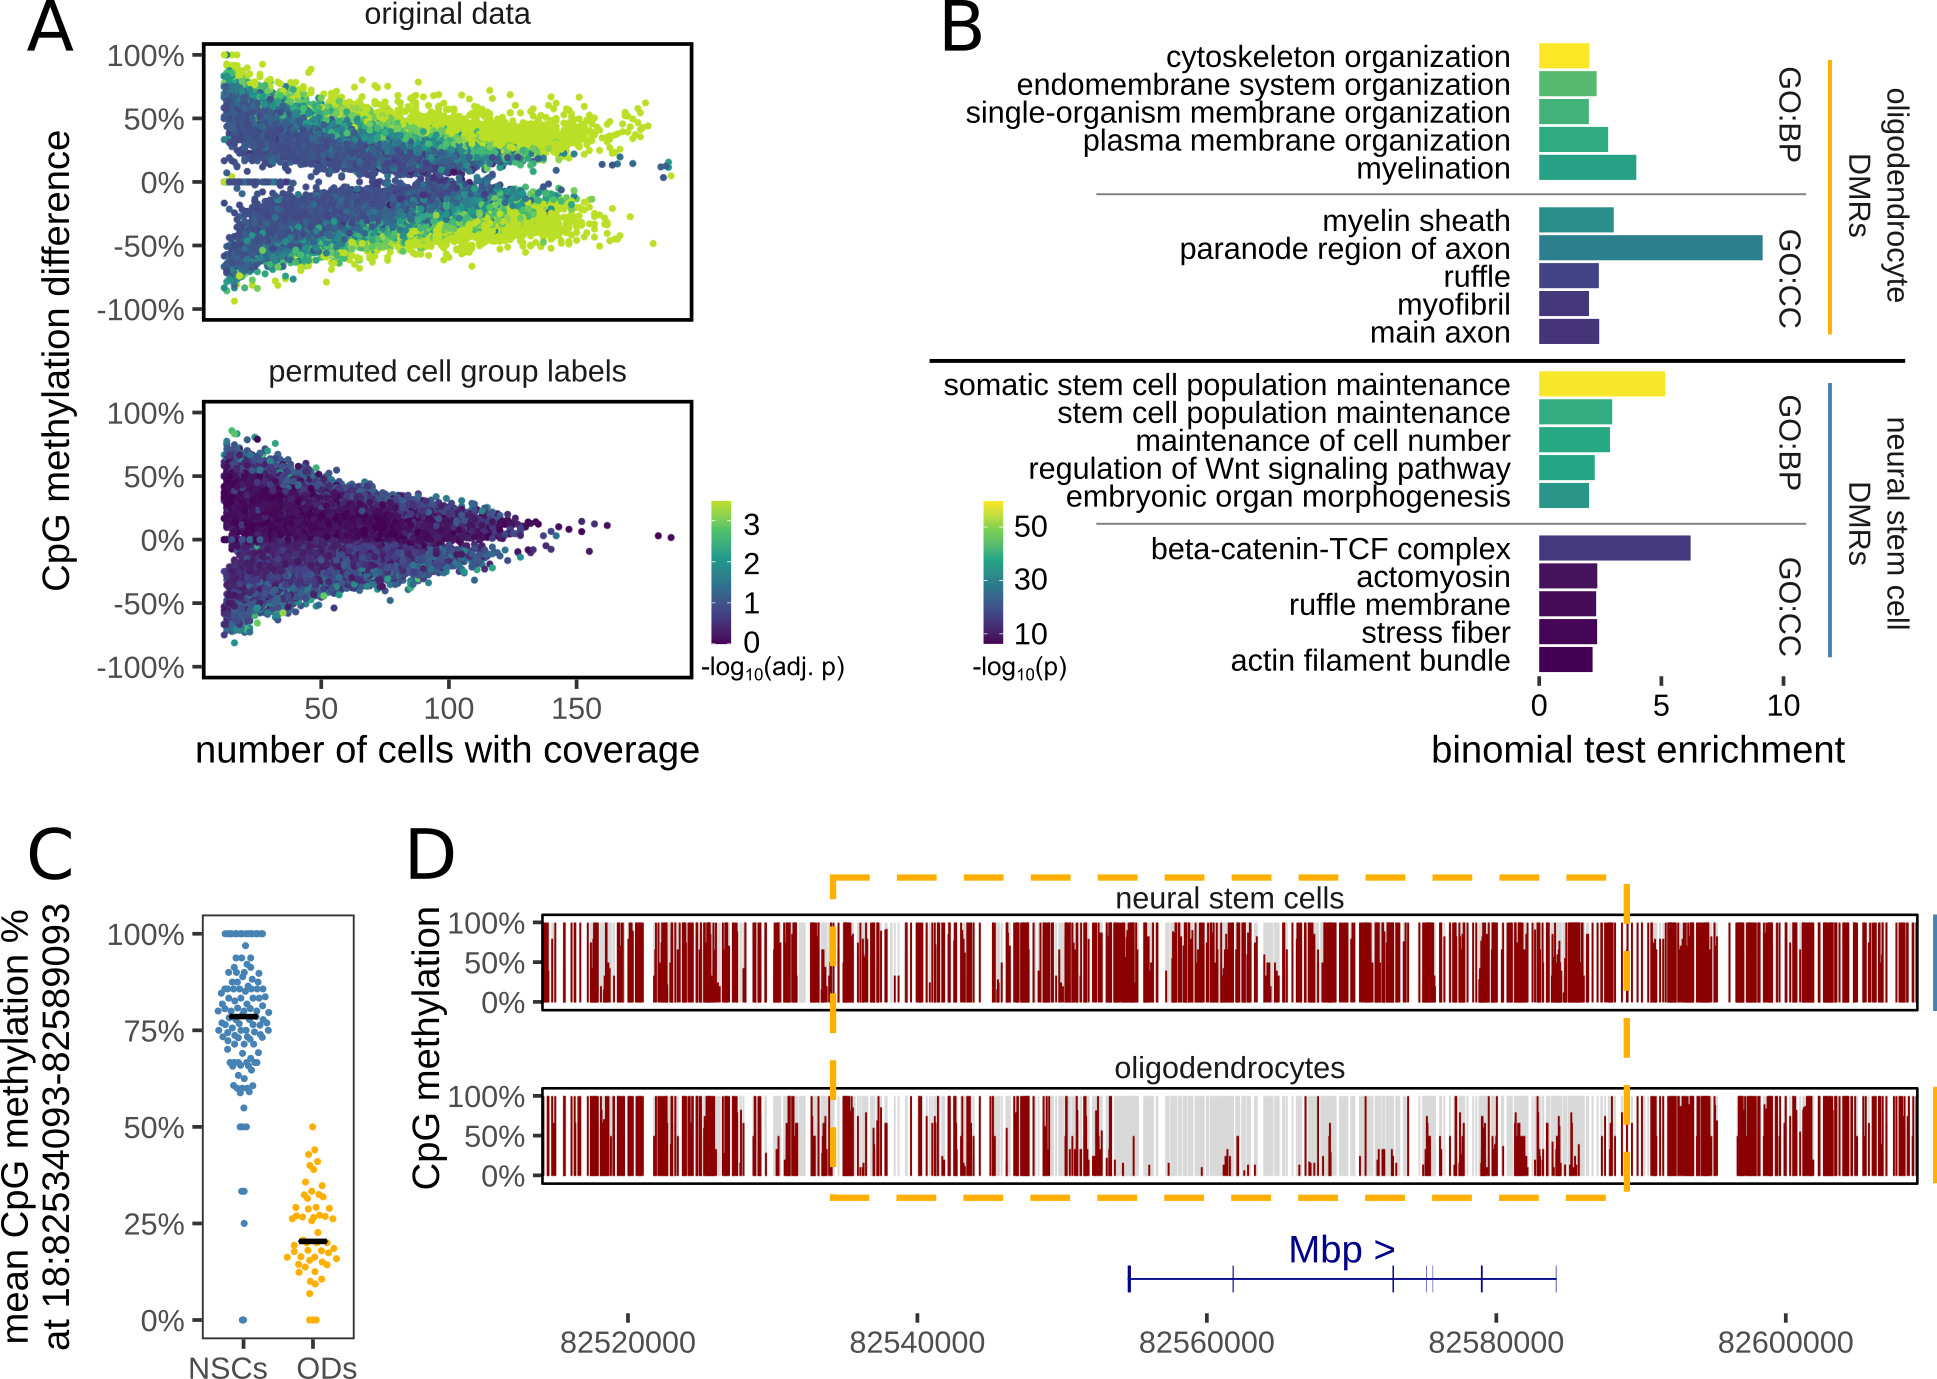 A
original data
100%
50%
0%
-50%
-100%
permuted cell group labels
100%
50%
0%
-50%
-100%
CpG methylation difference
50
100
150
number of cells with coverage
3
2
1
0
-log10(adj. p)
B
cytoskeleton organization
endomembrane system organization
single-organism membrane organization
plasma membrane organization
myelination
GO:BP
myelin sheath
paranode region of axon
ruffle
myofibril
main axon
GO:CC
oligodendrocyte
DMRs
somatic stem cell population maintenance
stem cell population maintenance
maintenance of cell number
regulation of Wnt signaling pathway
embryonic organ morphogenesis
GO:BP
beta-catenin-TCF complex
actomyosin
ruffle membrane
stress fiber
actin filament bundle
GO:CC
neural stem cell
DMRs
50
30
10
-log10(p)
0
5
10
binomial test enrichment
C
mean CpG methylation %
at 18:82534093-82589093
100%
75%
50%
25%
0%
NSCs
ODs
D
CpG methylation
neural stem cells
100%
50%
0%
oligodendrocytes
100%
50%
0%
Mbp >
82520000
82540000
82560000
82580000
82600000